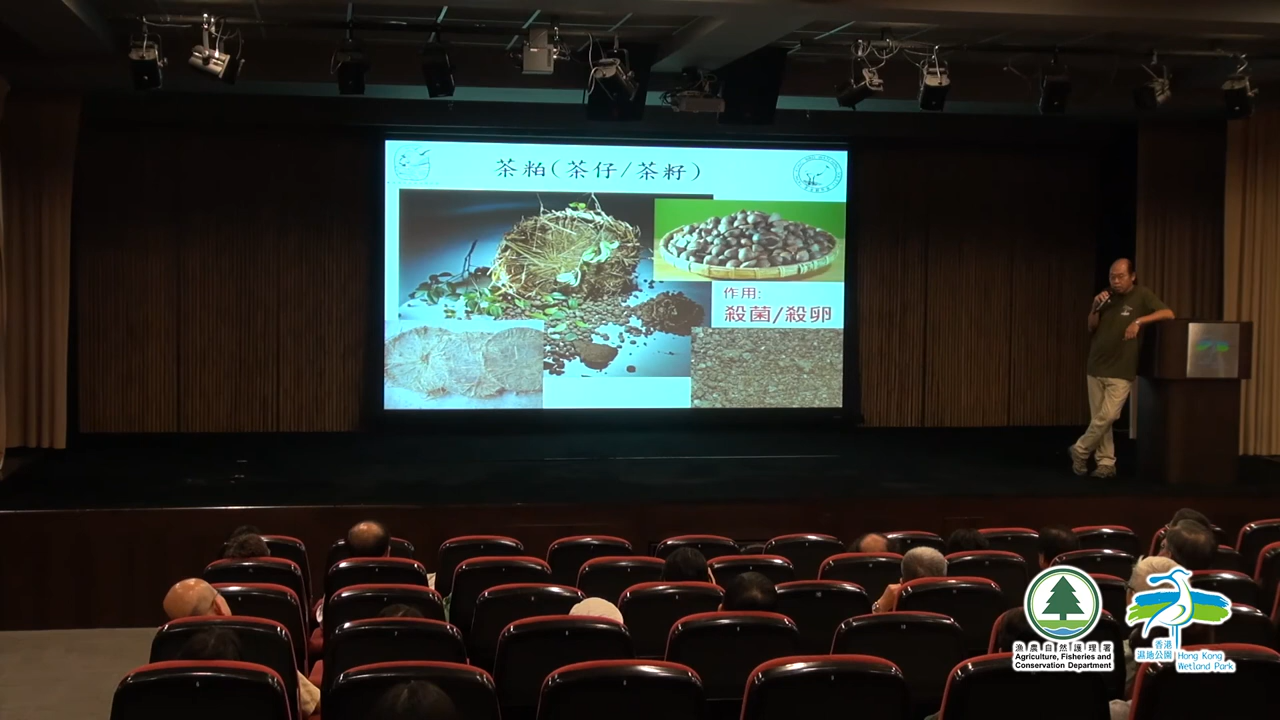 茶粕(茶仔/茶籽)
作用:
殺菌/殺卵
漁農自然護理署
Agriculture, Fisheries and
Conservation Department
香港
濕地公園
Hong Kong
Wetland Park